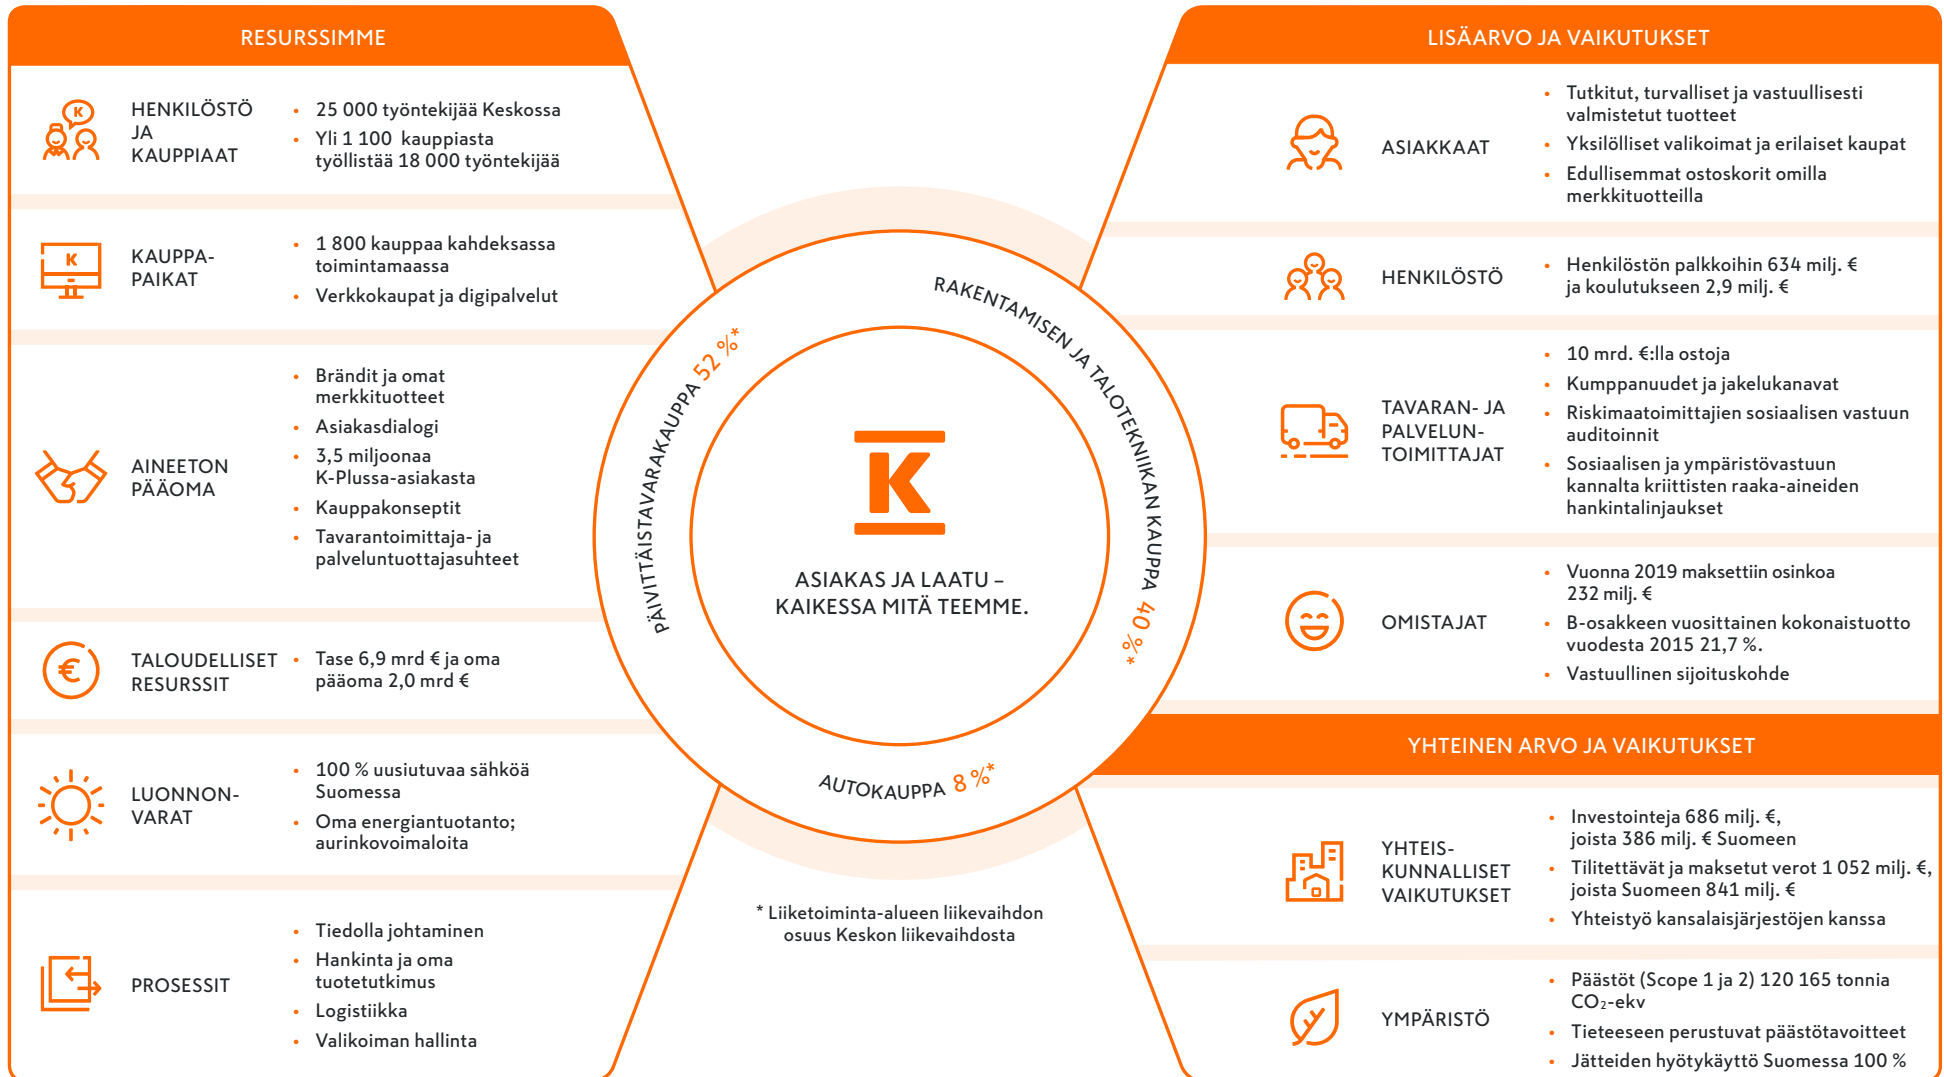 RESURSSIMME
HENKILÖSTÖ
JA
KAUPPIAAT
• 25 000 työntekijää Keskossa
• Yli 1 100 kauppiasta
työllistää 18 000 työntekijää
KAUPPA-
PAIKAT
• 1 800 kauppaa kahdeksassa
toimintamaassa
• Verkkokaupat ja digipalvelut
AINEETON
PÄÄOMA
• Brändit ja omat
merkkituotteet
• Asiakasdialogi
• 3,5 miljoonaa
K-Plussa-asiakasta
• Kauppakonseptit
• Tavarantoimittaja- ja
palveluntuottajasuhteet
TALOUDELLISET
RESURSSIT
• Tase 6,9 mrd € ja oma
pääoma 2,0 mrd €
LUONNON-
VARAT
• 100 % uusiutuvaa sähköä
Suomessa
• Oma energiantuotanto;
aurinkovoimaloita
PROSESSIT
• Tiedolla johtaminen
• Hankinta ja oma
tuotetutkimus
• Logistiikka
• Valikoiman hallinta
K
K
PÄIVITTÄISTAVARAKAUPPA 52 %*
RAKENTAMISEN JA TALOTEKNIIKAN KAUPPA 40 %*
AUTOKAUPPA 8 %*
K
ASIAKAS JA LAATU –
KAIKESSA MITÄ TEEMME.
* Liiketoiminta-alueen liikevaihdon
osuus Keskon liikevaihdosta
LISÄARVO JA VAIKUTUKSET
ASIAKKAAT
• Tutkitut, turvalliset ja vastuullisesti
valmistetut tuotteet
• Yksilölliset valikoimat ja erilaiset kaupat
• Edullisemmat ostoskorit omilla
merkkituotteilla
HENKILÖSTÖ
• Henkilöstön palkkoihin 634 milj. €
ja koulutukseen 2,9 milj. €
TAVARAN- JA
PALVELUN-
TOIMITTAJAT
• 10 mrd. €:lla ostoja
• Kumppanuudet ja jakelukanavat
• Riskimaatoimittajien sosiaalisen vastuun
auditoinnit
• Sosiaalisen ja ympäristövastuun
kannalta kriittisten raaka-aineiden
hankintalinjaukset
OMISTAJAT
• Vuonna 2019 maksettiin osinkoa
232 milj. €
• B-osakkeen vuosittainen kokonaistuotto
vuodesta 2015 21,7 %.
• Vastuullinen sijoituskohde
YHTEINEN ARVO JA VAIKUTUKSET
YHTEIS-
KUNNALLISET
VAIKUTUKSET
• Investointeja 686 milj. €,
joista 386 milj. € Suomeen
• Tilitettävät ja maksetut verot 1 052 milj. €,
joista Suomeen 841 milj. €
• Yhteistyö kansalaisjärjestöjen kanssa
YMPÄRISTÖ
• Päästöt (Scope 1 ja 2) 120 165 tonnia
CO₂-ekv
• Tieteeseen perustuvat päästötavoitteet
• Jätteiden hyötykäyttö Suomessa 100 %